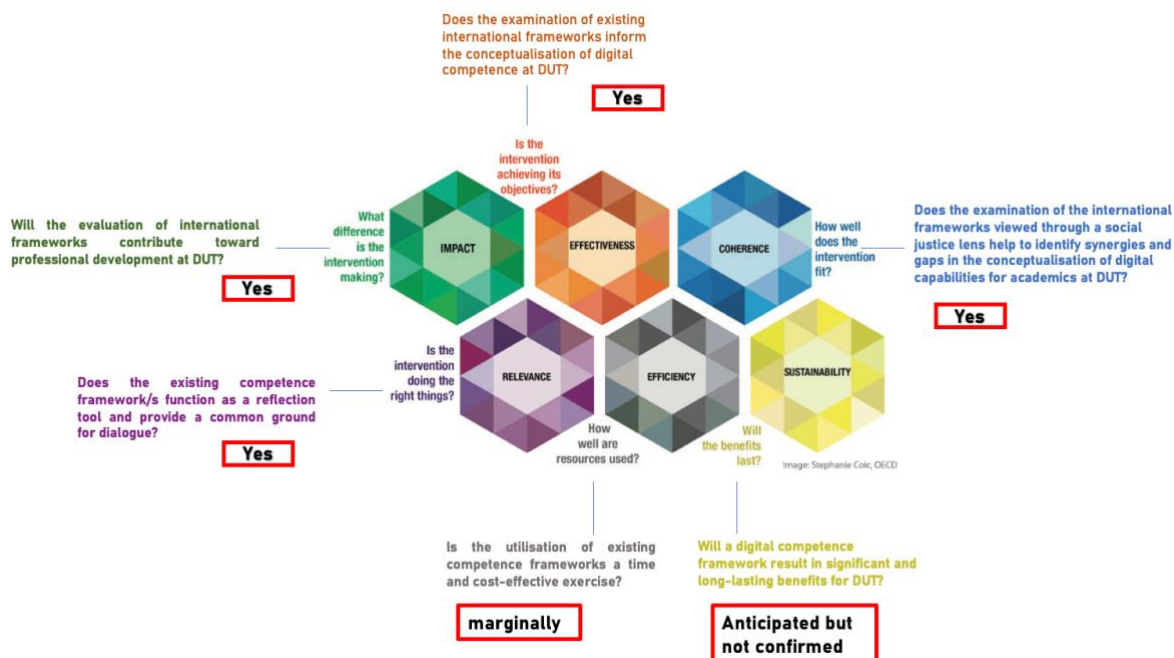 Does the examination of existing
international frameworks inform
the conceptualisation of digital
competence at DUT?
Yes
Is the
intervention
achieving its
objectives?
Will the evaluation of international
frameworks contribute toward
professional development at DUT?
Yes
What
difference
is the
intervention
making?
IMPACT
EFFECTIVENESS
COHERENCE
How well
does the
intervention
fit?
Does the examination of the international
frameworks viewed through a social
justice lens help to identify synergies and
gaps in the conceptualisation of digital
capabilities for academics at DUT?
Yes
Does the existing competence
framework/s function as a reflection
tool and provide a common ground
for dialogue?
Yes
Is the
intervention
doing the
right things?
RELEVANCE
EFFICIENCY
SUSTAINABILITY
How
well are
resources used?
Will
the benefits
last?
Image: Stephanie Coic, OECD
Is the utilisation of existing
competence frameworks a time
and cost-effective exercise?
marginally
Will a digital competence
framework result in significant and
long-lasting benefits for DUT?
Anticipated but
not confirmed